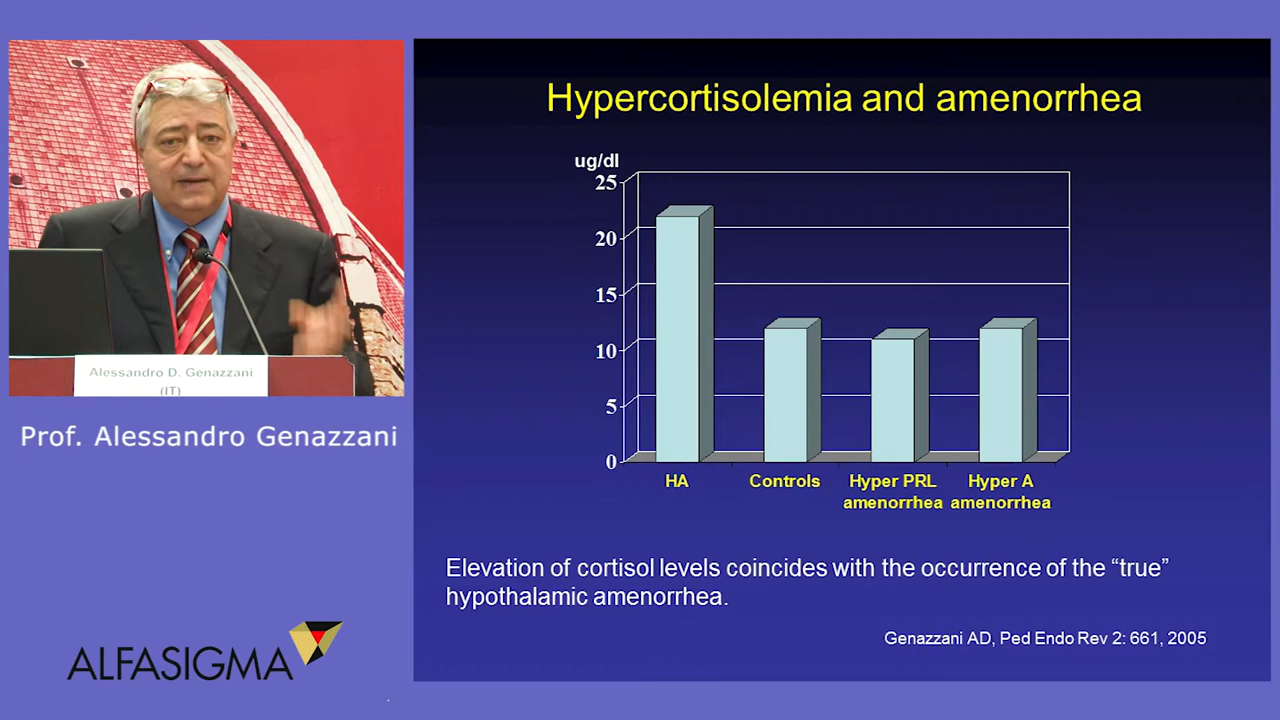 Hypercortisolemia and amenorrhea
ug/dl
25
20
15
10
5
0
HA
Controls
Hyper PRL
amenorrhea
Hyper A
amenorrhea
Elevation of cortisol levels coincides with the occurrence of the “true”
hypothalamic amenorrhea.
Genazzani AD, Ped Endo Rev 2: 661, 2005
Alessandro D. Genazzani
(IT)
Prof. Alessandro Genazzani
ALFASIGMA